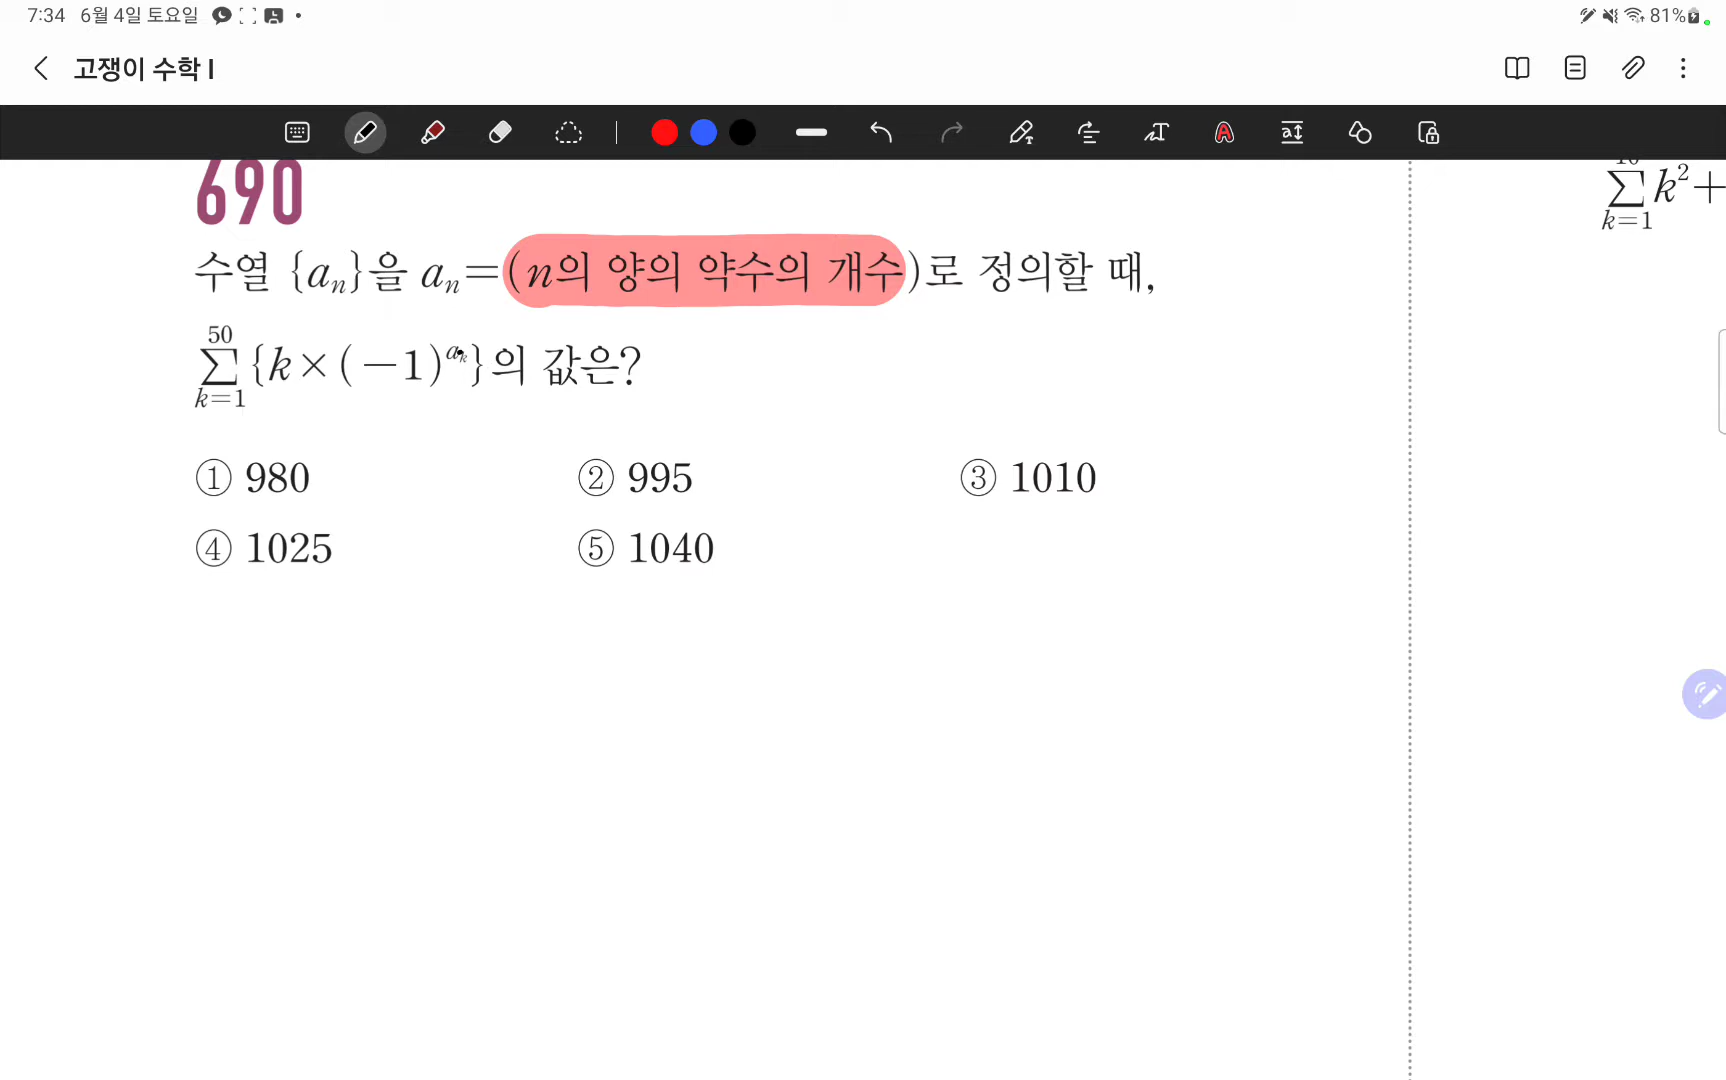 7:34 6월 4일 토요일 81%
고쟁이 수학 I
690
수열 {aₙ}을 aₙ=(n의 양의 약수의 개수)로 정의할 때,
∑_{k=1}^{50} {k×(−1)^{a_k}}의 값은?
① 980 ② 995 ③ 1010
④ 1025 ⑤ 1040
∑_{k=1} k²+